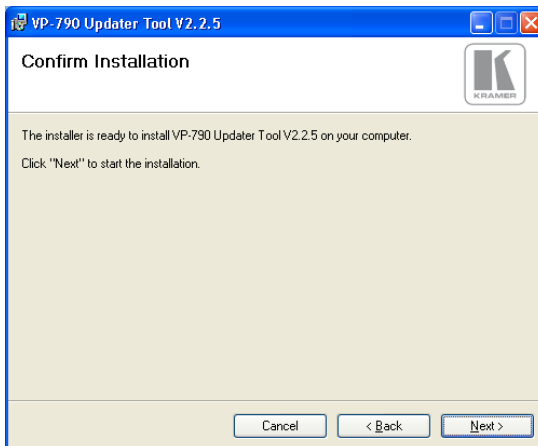 VP-790 Updater Tool V2.2.5
Confirm Installation
KRAMER
The installer is ready to install VP-790 Updater Tool V2.2.5 on your computer.
Click "Next" to start the installation.
Cancel
< Back
Next >